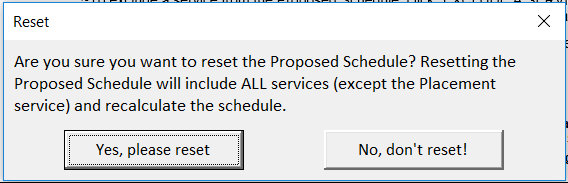 Reset
Are you sure you want to reset the Proposed Schedule? Resetting the
Proposed Schedule will include ALL services (except the Placement
service) and recalculate the schedule.
Yes, please reset
No, don't reset!